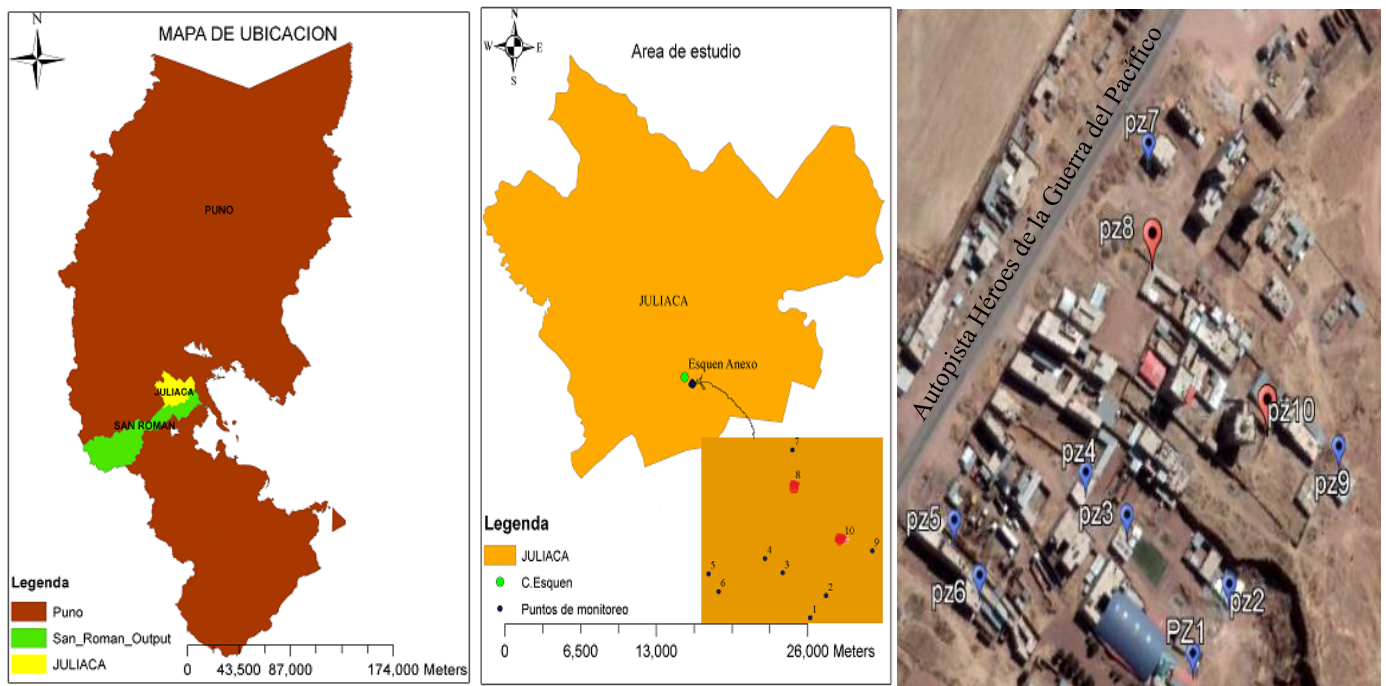 N
MAPA DE UBICACION
PUNO
JULIACA
SAN ROMAN
Legenda
Puno
San_Roman_Output
JULIACA
0 43,500 87,000 174,000 Meters
N
W E
S
Area de estudio
JULIACA
Esquen Anexo
7
8
10
9
4
3
5
6
2
1
Legenda
JULIACA
C.Esquen
Puntos de monitoreo
0 6,500 13,000 26,000 Meters
Autopista Héroes de la Guerra del Pacífico
pz7
pz8
pz10
pz9
pz4
pz3
pz5
pz6
pz2
PZ1